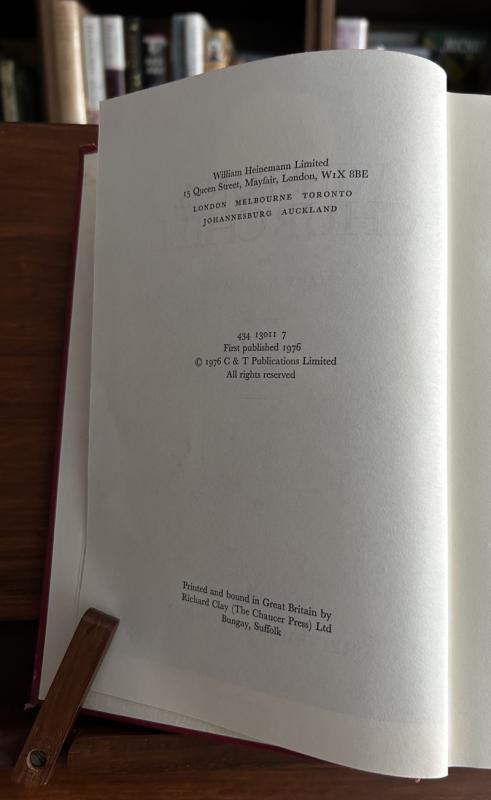 William Heinemann Limited
15 Queen Street, Mayfair, London, W1X 8BE
LONDON MELBOURNE TORONTO
JOHANNESBURG AUCKLAND
434 13011 7
First published 1976
© 1976 C & T Publications Limited
All rights reserved
Printed and bound in Great Britain by
Richard Clay (The Chaucer Press) Ltd
Bungay, Suffolk